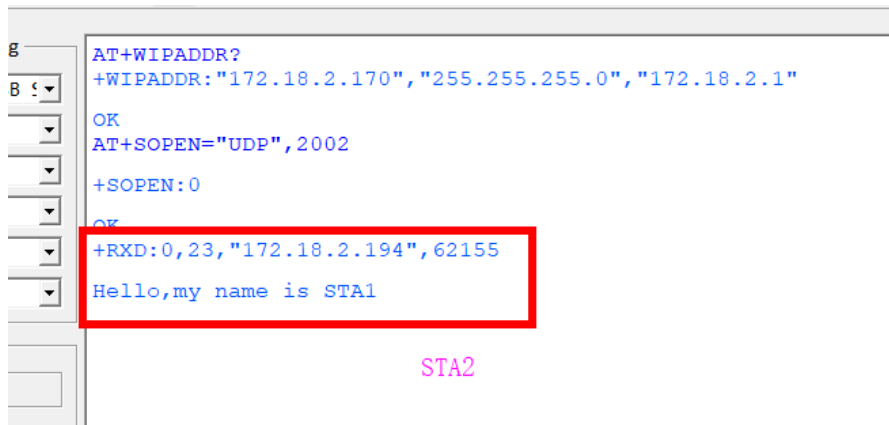 g
AT+WIPADDR?
+WIPADDR:"172.18.2.170","255.255.255.0","172.18.2.1"
OK
AT+SOPEN="UDP",2002
+SOPEN:0
OK
+RXD:0,23,"172.18.2.194",62155
Hello,my name is STA1
STA2